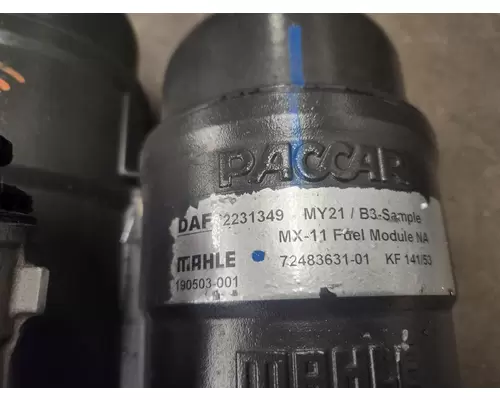 PACCAR
DAF 2231349 MY21 / B3-Sample
MX-11 Fuel Module NA
MAHLE 72483631-01 KF 141/53
190503-001
MAHLE